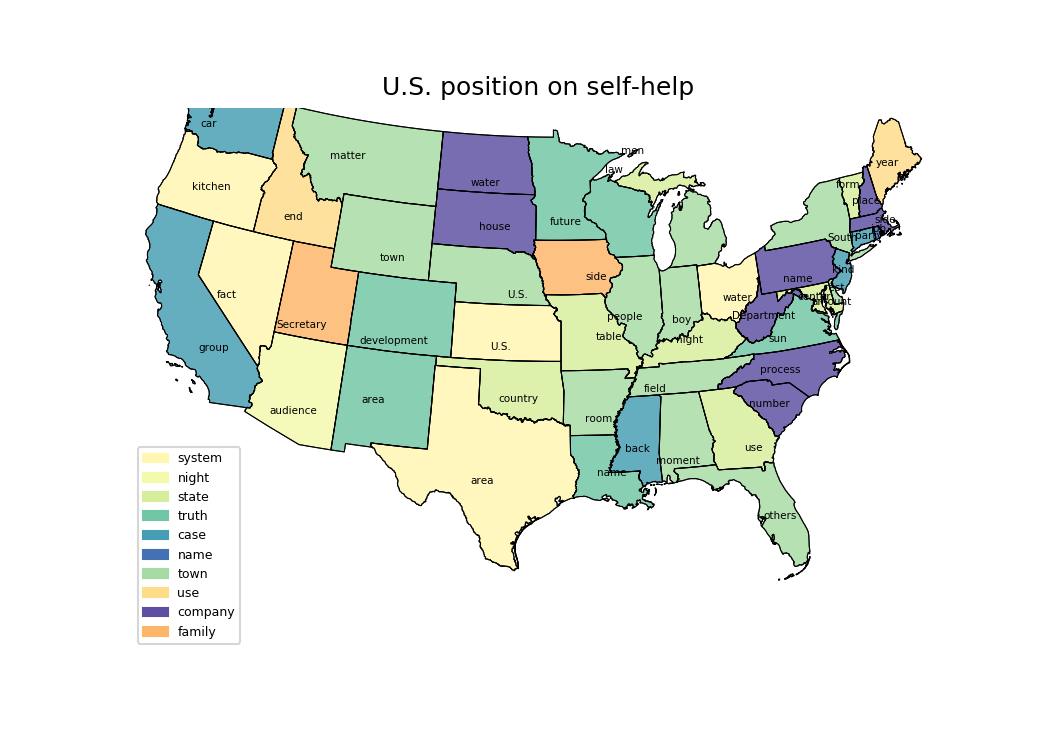 U.S. position on self-help
car
men
matter
law
year
kitchen
water
form
place
end
house
future
side
South
party
town
kind
side
name
fact
U.S.
water
amount
Secretary
people
boy
Department
development
table
night
sun
group
U.S.
process
area
country
field
number
audience
room
back
use
name
moment
area
others
system
night
state
truth
case
name
town
use
company
family